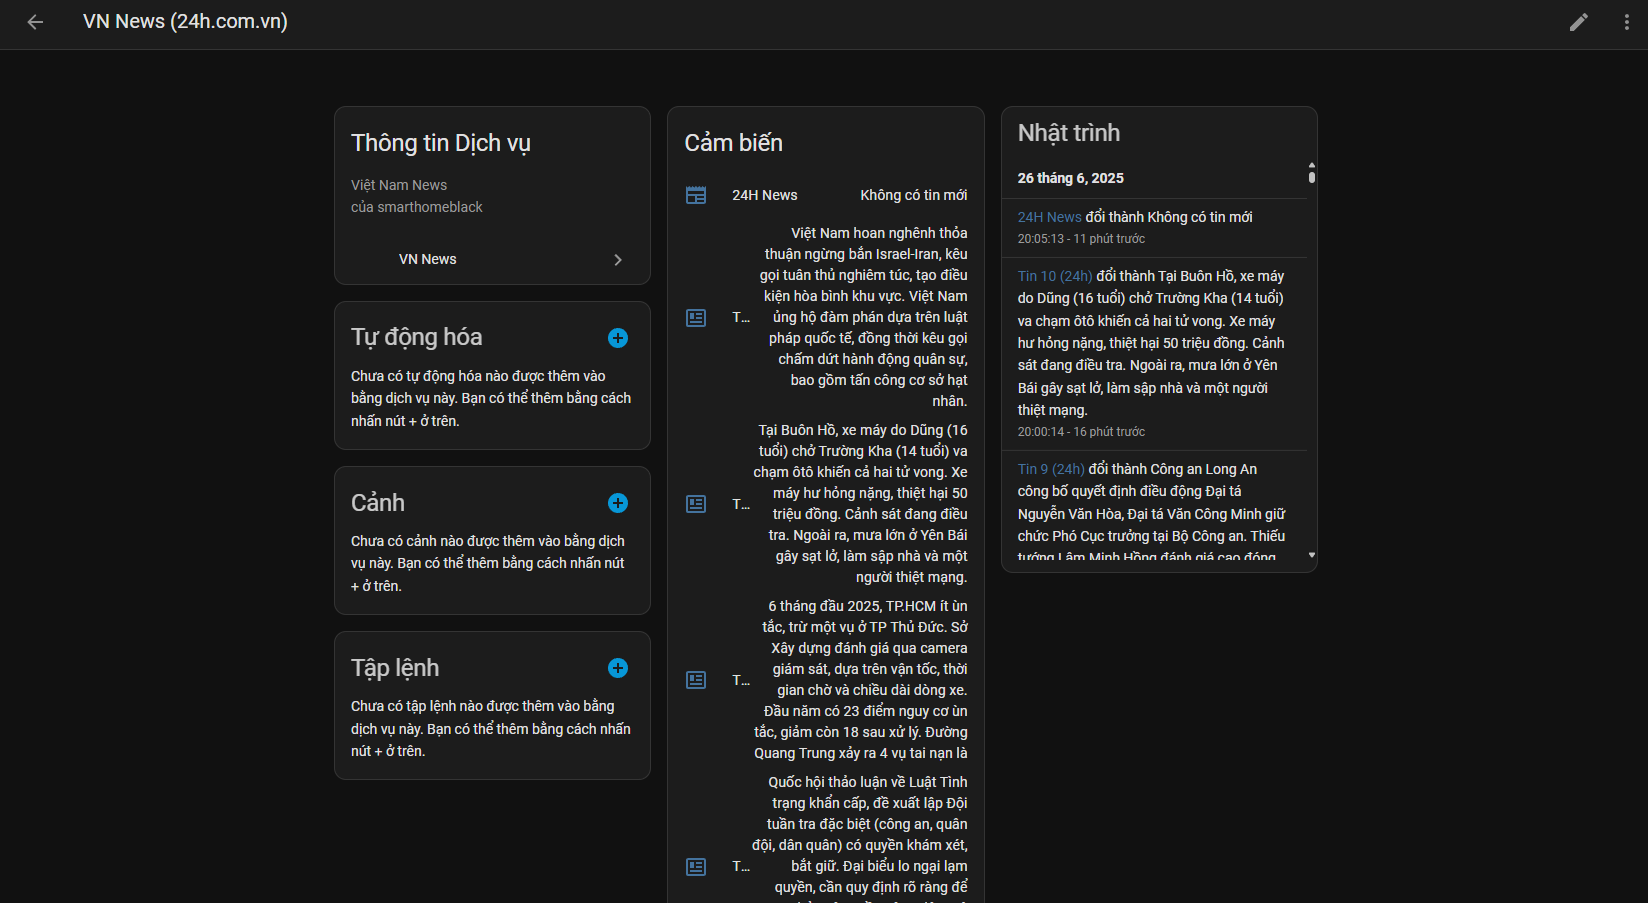 VN News (24h.com.vn)
Thông tin Dịch vụ
Việt Nam News
của smarthomeblack
VN News
Tự động hóa
Chưa có tự động hóa nào được thêm vào
bằng dịch vụ này. Bạn có thể thêm bằng cách
nhấn nút + ở trên.
Cảnh
Chưa có cảnh nào được thêm vào bằng dịch
vụ này. Bạn có thể thêm bằng cách nhấn nút
+ ở trên.
Tập lệnh
Chưa có tập lệnh nào được thêm vào bằng
dịch vụ này. Bạn có thể thêm bằng cách nhấn
nút + ở trên.
Cảm biến
24H News Không có tin mới
Việt Nam hoan nghênh thỏa
thuận ngừng bắn Israel-Iran, kêu
gọi tuân thủ nghiêm túc, tạo điều
kiện hòa bình khu vực. Việt Nam
T... ủng hộ đàm phán dựa trên luật
pháp quốc tế, đồng thời kêu gọi
chấm dứt hành động quân sự,
bao gồm tấn công cơ sở hạt
nhân.
Tại Buôn Hồ, xe máy do Dũng (16
tuổi) chở Trường Kha (14 tuổi) va
chạm ôtô khiến cả hai tử vong. Xe
máy hư hỏng nặng, thiệt hại 50
T... triệu đồng. Cảnh sát đang điều
tra. Ngoài ra, mưa lớn ở Yên Bái
gây sạt lở, làm sập nhà và một
người thiệt mạng.
6 tháng đầu 2025, TP.HCM ít ùn
tắc, trừ một vụ ở TP Thủ Đức. Sở
Xây dựng đánh giá qua camera
giám sát, dựa trên vận tốc, thời
T... gian chờ và chiều dài dòng xe.
Đầu năm có 23 điểm nguy cơ ùn
tắc, giảm còn 18 sau xử lý. Đường
Quang Trung xảy ra 4 vụ tai nạn là
Quốc hội thảo luận về Luật Tình
trạng khẩn cấp, đề xuất lập Đội
tuần tra đặc biệt (công an, quân
đội, dân quân) có quyền khám xét,
T... bắt giữ. Đại biểu lo ngại lạm
quyền, cần quy định rõ ràng để
Nhật trình
26 tháng 6, 2025
24H News đổi thành Không có tin mới
20:05:13 - 11 phút trước
Tin 10 (24h) đổi thành Tại Buôn Hồ, xe máy
do Dũng (16 tuổi) chở Trường Kha (14 tuổi)
va chạm ôtô khiến cả hai tử vong. Xe máy
hư hỏng nặng, thiệt hại 50 triệu đồng. Cảnh
sát đang điều tra. Ngoài ra, mưa lớn ở Yên
Bái gây sạt lở, làm sập nhà và một người
thiệt mạng.
20:00:14 - 16 phút trước
Tin 9 (24h) đổi thành Công an Long An
công bố quyết định điều động Đại tá
Nguyễn Văn Hòa, Đại tá Văn Công Minh giữ
chức Phó Cục trưởng tại Bộ Công an. Thiếu
tướng Lâm Minh Hồng đánh giá cao đóng